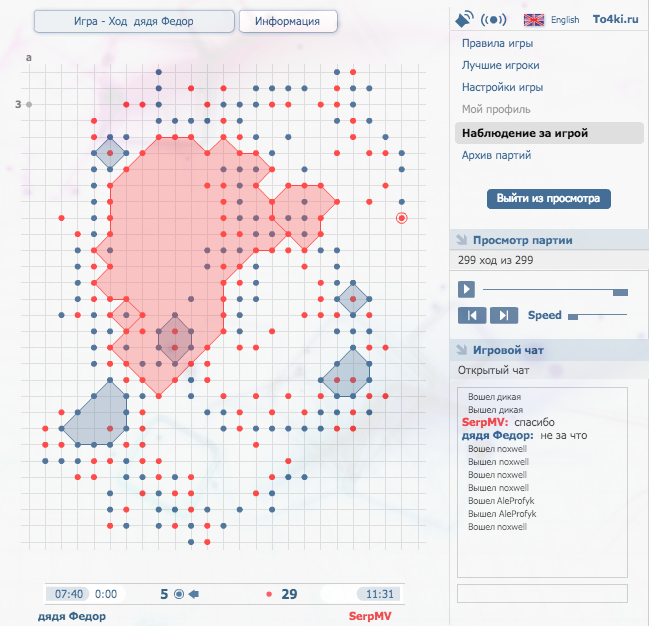 Игра - Ход дядя Федор
Информация
English
To4ki.ru
Правила игры
Лучшие игроки
Настройки игры
Мой профиль
Наблюдение за игрой
Архив партий
Выйти из просмотра
a
3
Просмотр партии
299 ход из 299
Speed
Игровой чат
Открытый чат
Вошел дикая
Вышел дикая
SerpMV: спасибо
дядя Федор: не за что
Вошел noxwell
Вышел noxwell
Вошел noxwell
Вышел noxwell
Вошел AleProfyk
Вышел AleProfyk
Вошел noxwell
07:40 0:00
5
29
11:31
дядя Федор
SerpMV